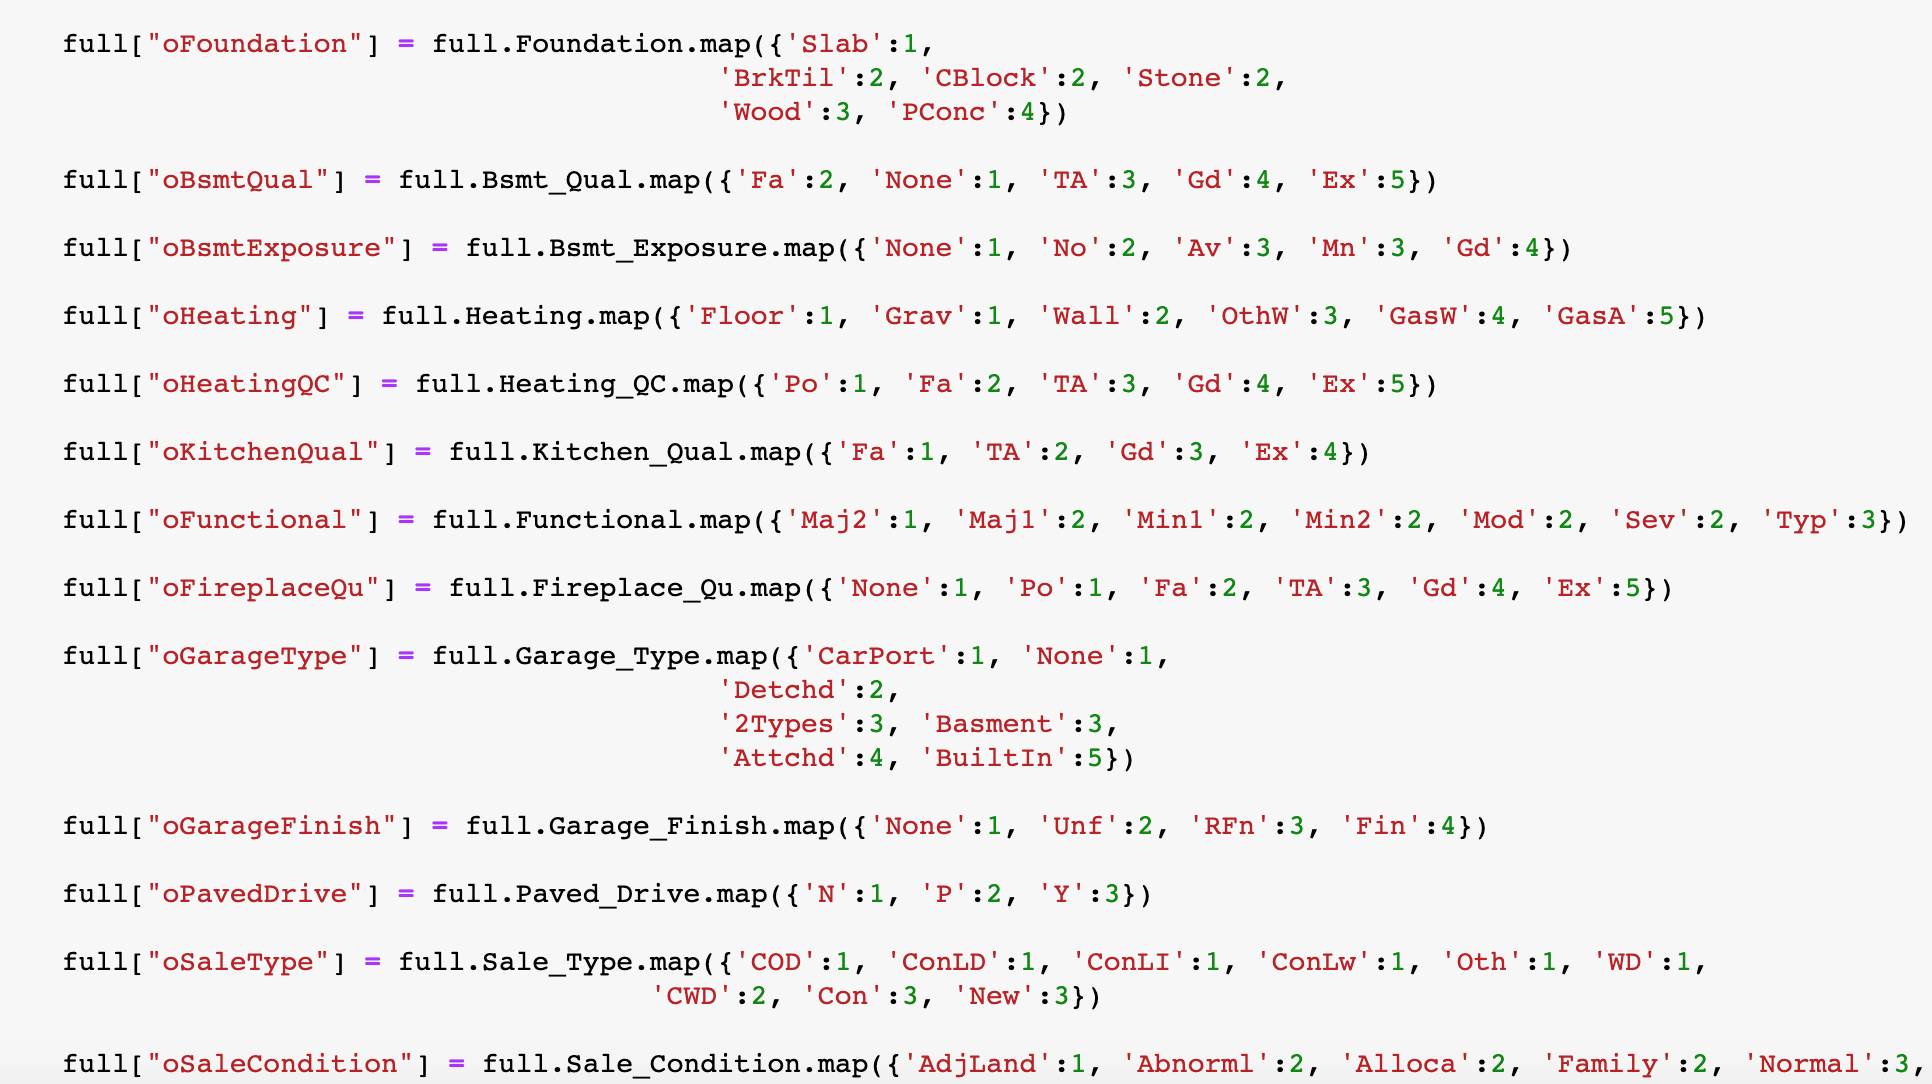 full["oFoundation"] = full.Foundation.map({'Slab':1,
'BrkTil':2, 'CBlock':2, 'Stone':2,
'Wood':3, 'PConc':4})
full["oBsmtQual"] = full.Bsmt_Qual.map({'Fa':2, 'None':1, 'TA':3, 'Gd':4, 'Ex':5})
full["oBsmtExposure"] = full.Bsmt_Exposure.map({'None':1, 'No':2, 'Av':3, 'Mn':3, 'Gd':4})
full["oHeating"] = full.Heating.map({'Floor':1, 'Grav':1, 'Wall':2, 'OthW':3, 'GasW':4, 'GasA':5})
full["oHeatingQC"] = full.Heating_QC.map({'Po':1, 'Fa':2, 'TA':3, 'Gd':4, 'Ex':5})
full["oKitchenQual"] = full.Kitchen_Qual.map({'Fa':1, 'TA':2, 'Gd':3, 'Ex':4})
full["oFunctional"] = full.Functional.map({'Maj2':1, 'Maj1':2, 'Min1':2, 'Min2':2, 'Mod':2, 'Sev':2, 'Typ':3})
full["oFireplaceQu"] = full.Fireplace_Qu.map({'None':1, 'Po':1, 'Fa':2, 'TA':3, 'Gd':4, 'Ex':5})
full["oGarageType"] = full.Garage_Type.map({'CarPort':1, 'None':1,
'Detchd':2,
'2Types':3, 'Basment':3,
'Attchd':4, 'BuiltIn':5})
full["oGarageFinish"] = full.Garage_Finish.map({'None':1, 'Unf':2, 'RFn':3, 'Fin':4})
full["oPavedDrive"] = full.Paved_Drive.map({'N':1, 'P':2, 'Y':3})
full["oSaleType"] = full.Sale_Type.map({'COD':1, 'ConLD':1, 'ConLI':1, 'ConLw':1, 'Oth':1, 'WD':1,
'CWD':2, 'Con':3, 'New':3})
full["oSaleCondition"] = full.Sale_Condition.map({'AdjLand':1, 'Abnorml':2, 'Alloca':2, 'Family':2, 'Normal':3,